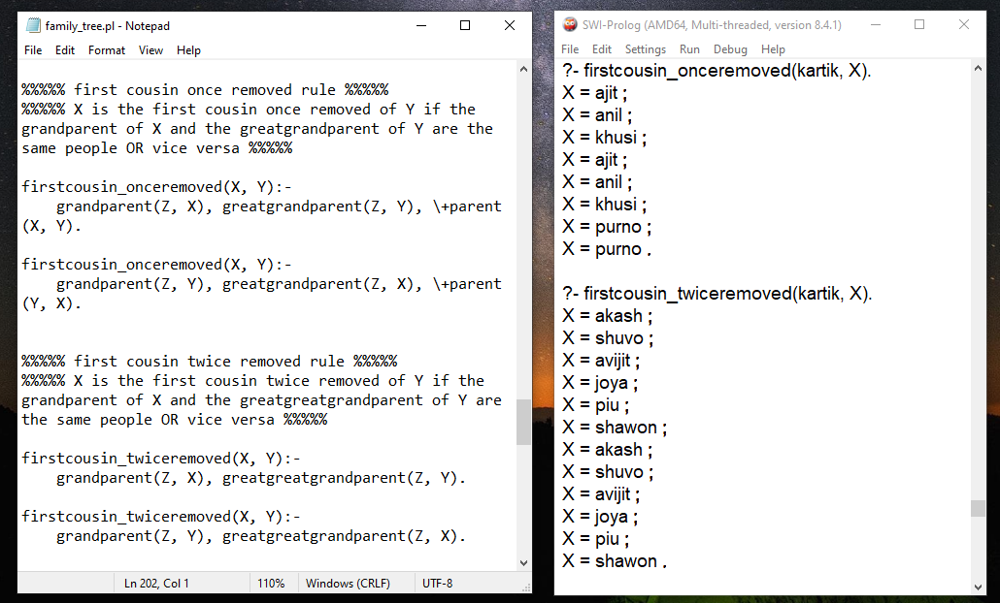 family_tree.pl - Notepad
File Edit Format View Help
%%%%% first cousin once removed rule %%%%%
%%%%% X is the first cousin once removed of Y if the
grandparent of X and the greatgrandparent of Y are the
same people OR vice versa %%%%%
firstcousin_onceremoved(X, Y):-
grandparent(Z, X), greatgrandparent(Z, Y), \+parent
(X, Y).
firstcousin_onceremoved(X, Y):-
grandparent(Z, Y), greatgrandparent(Z, X), \+parent
(Y, X).
%%%%% first cousin twice removed rule %%%%%
%%%%% X is the first cousin twice removed of Y if the
grandparent of X and the greatgreatgrandparent of Y are
the same people OR vice versa %%%%%
firstcousin_twiceremoved(X, Y):-
grandparent(Z, X), greatgreatgrandparent(Z, Y).
firstcousin_twiceremoved(X, Y):-
grandparent(Z, Y), greatgreatgrandparent(Z, X).
Ln 202, Col 1 110% Windows (CRLF) UTF-8
SWI-Prolog (AMD64, Multi-threaded, version 8.4.1)
File Edit Settings Run Debug Help
?- firstcousin_onceremoved(kartik, X).
X = ajit ;
X = anil ;
X = khusi ;
X = ajit ;
X = anil ;
X = khusi ;
X = purno ;
X = purno .
?- firstcousin_twiceremoved(kartik, X).
X = akash ;
X = shuvo ;
X = avijit ;
X = joya ;
X = piu ;
X = shawon ;
X = akash ;
X = shuvo ;
X = avijit ;
X = joya ;
X = piu ;
X = shawon .